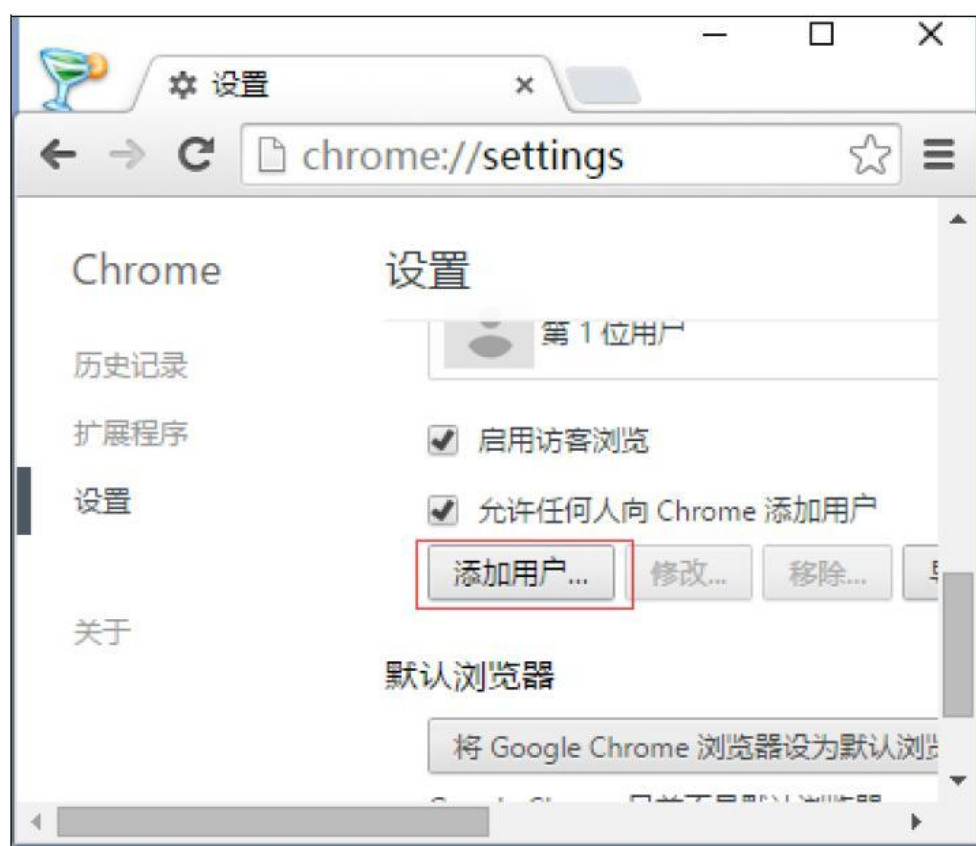 设置
chrome://settings
Chrome
设置
历史记录
扩展程序
设置
关于
第 1 位用户
启用访客浏览
允许任何人向 Chrome 添加用户
添加用户... 修改... 移除...
默认浏览器
将 Google Chrome 浏览器设为默认浏